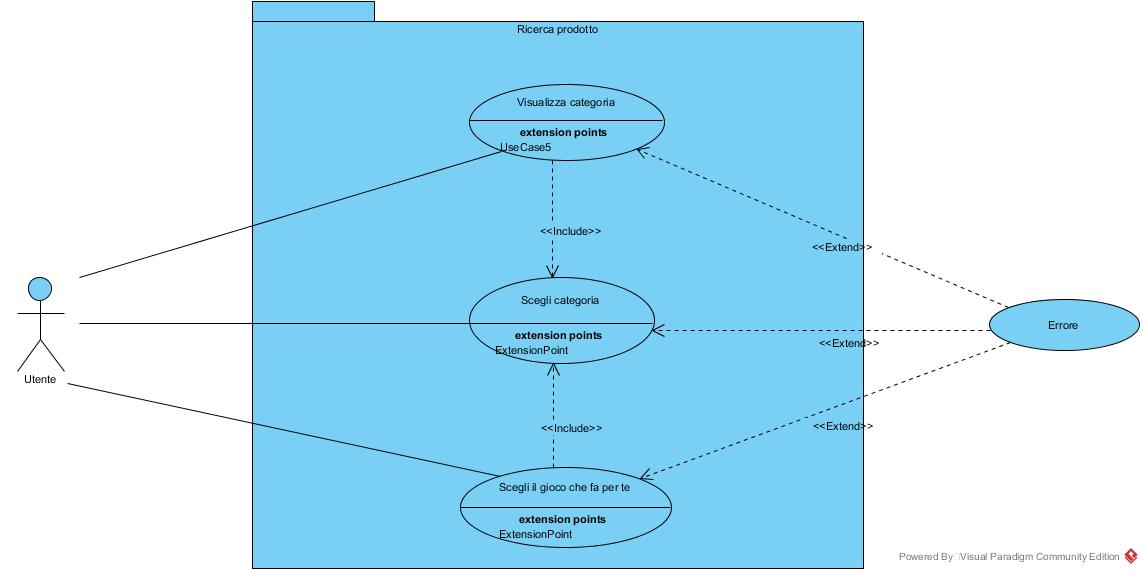 Ricerca prodotto
Visualizza categoria
extension points
UseCase5
<<Include>>
<<Extend>>
Scegli categoria
extension points
ExtensionPoint
Errore
<<Extend>>
Utente
<<Include>>
<<Extend>>
Scegli il gioco che fa per te
extension points
ExtensionPoint
Powered By Visual Paradigm Community Edition